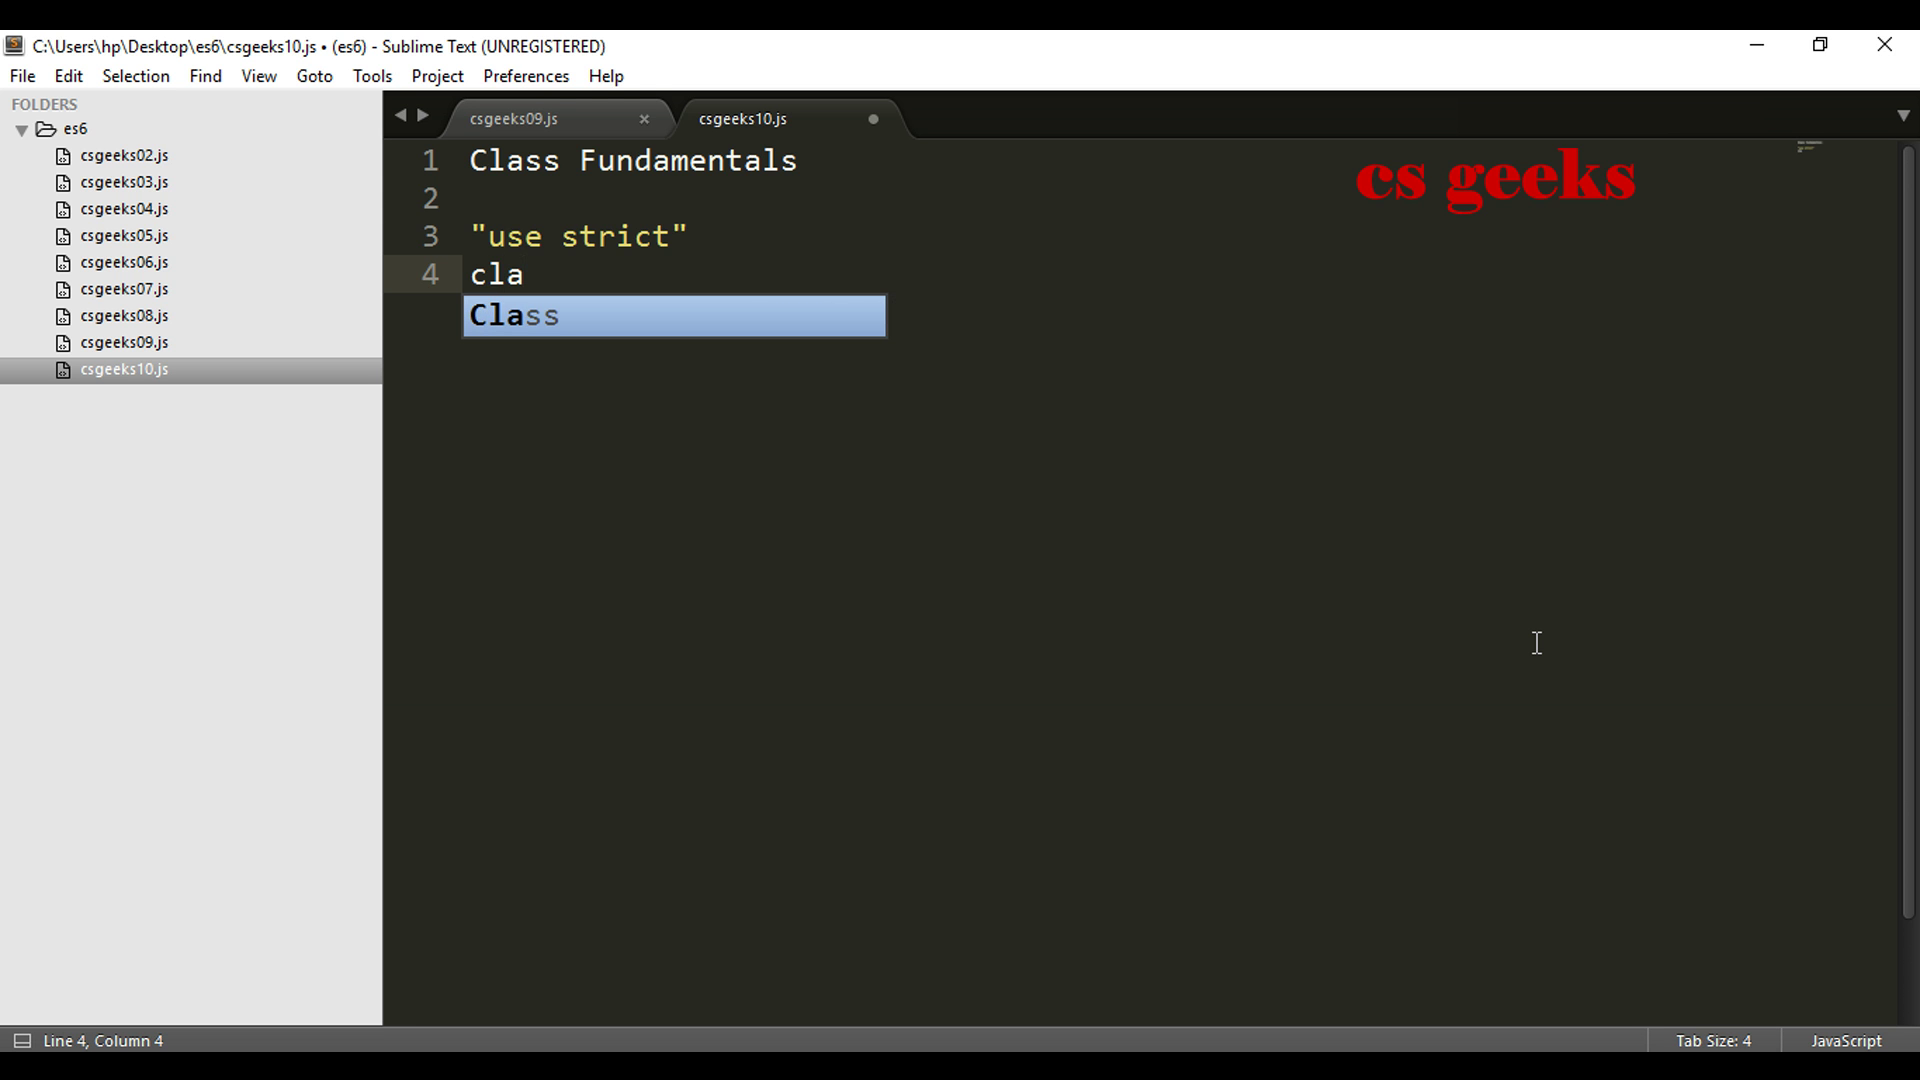 C:\Users\hp\Desktop\es6\csgeeks10.js • (es6) - Sublime Text (UNREGISTERED)
File Edit Selection Find View Goto Tools Project Preferences Help
FOLDERS
es6
csgeeks02.js
csgeeks03.js
csgeeks04.js
csgeeks05.js
csgeeks06.js
csgeeks07.js
csgeeks08.js
csgeeks09.js
csgeeks10.js
csgeeks09.js × csgeeks10.js
1 Class Fundamentals
2
3 "use strict"
4 cla
Class
cs geeks
Line 4, Column 4
Tab Size: 4
JavaScript